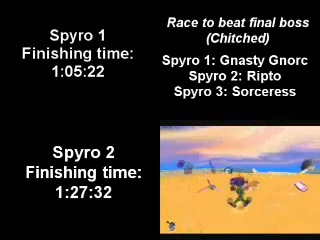 Spyro 1
Finishing time:
1:05:22
Race to beat final boss
(Chitched)
Spyro 1: Gnasty Gnorc
Spyro 2: Ripto
Spyro 3: Sorceress
Spyro 2
Finishing time:
1:27:32